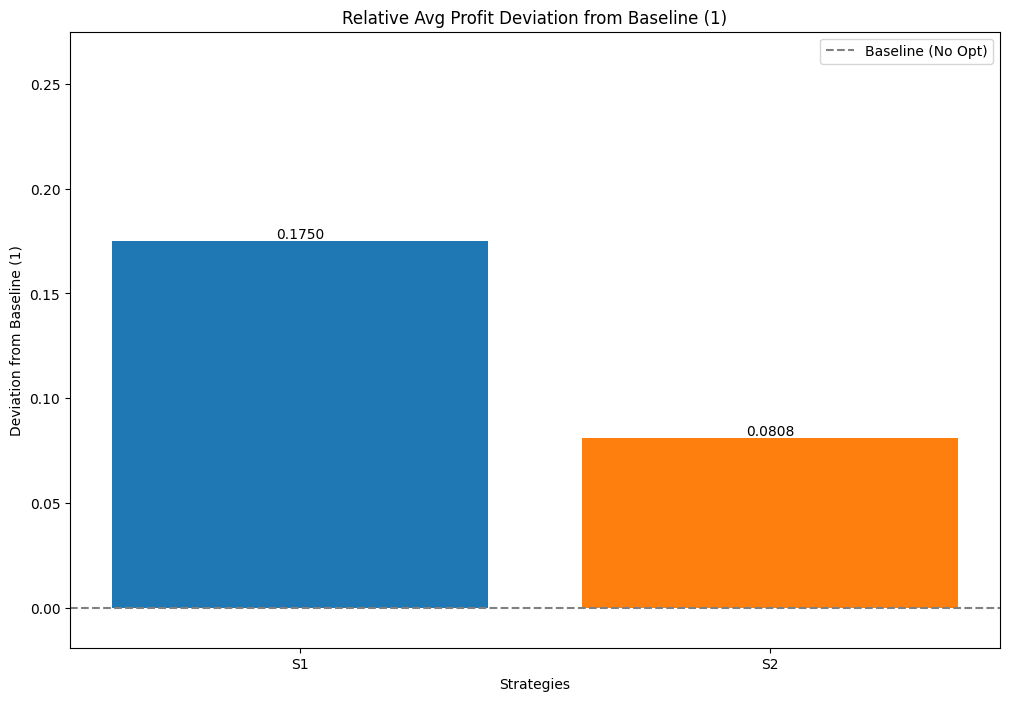 Relative Avg Profit Deviation from Baseline (1)
Baseline (No Opt)
Deviation from Baseline (1)
0.25
0.20
0.15
0.10
0.05
0.00
0.1750
0.0808
S1
S2
Strategies